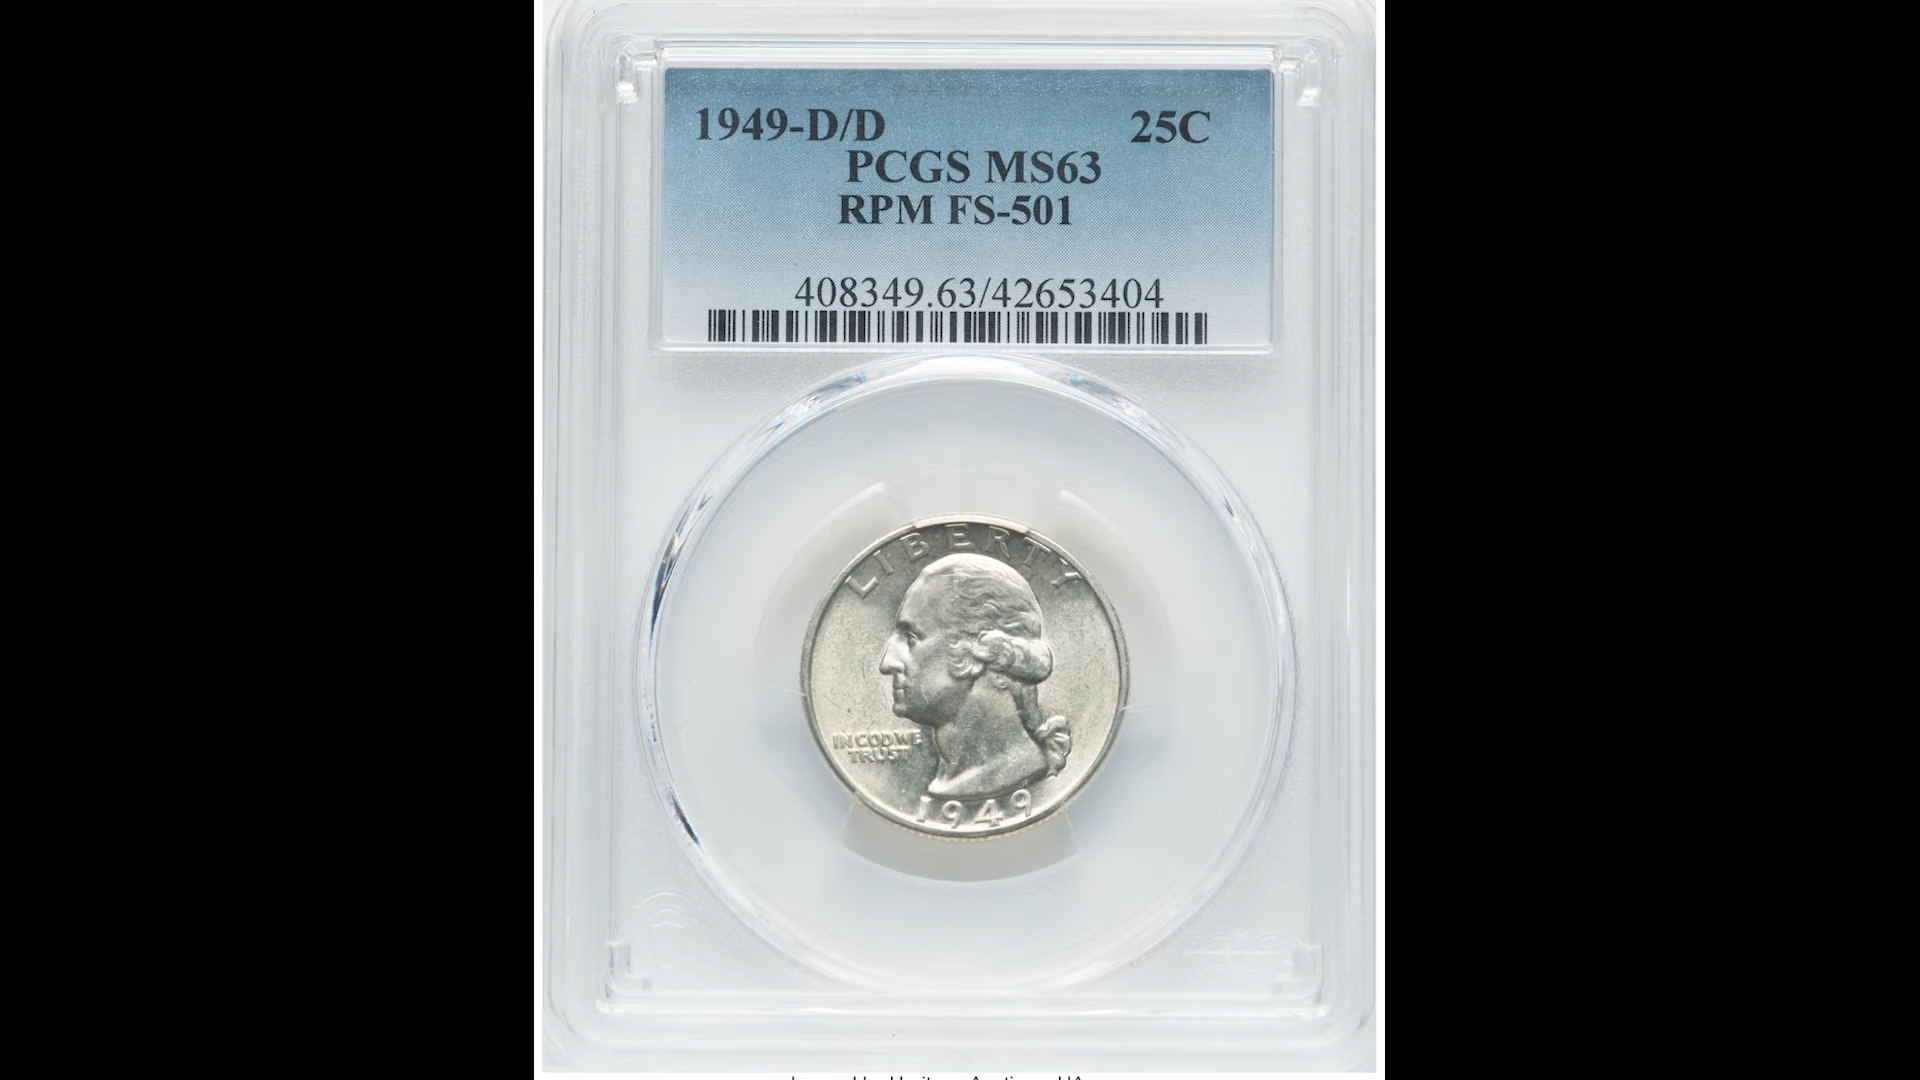 1949-D/D 25C
PCGS MS63
RPM FS-501
408349.63/42653404
LIBERTY
IN GOD WE
TRUST
1949